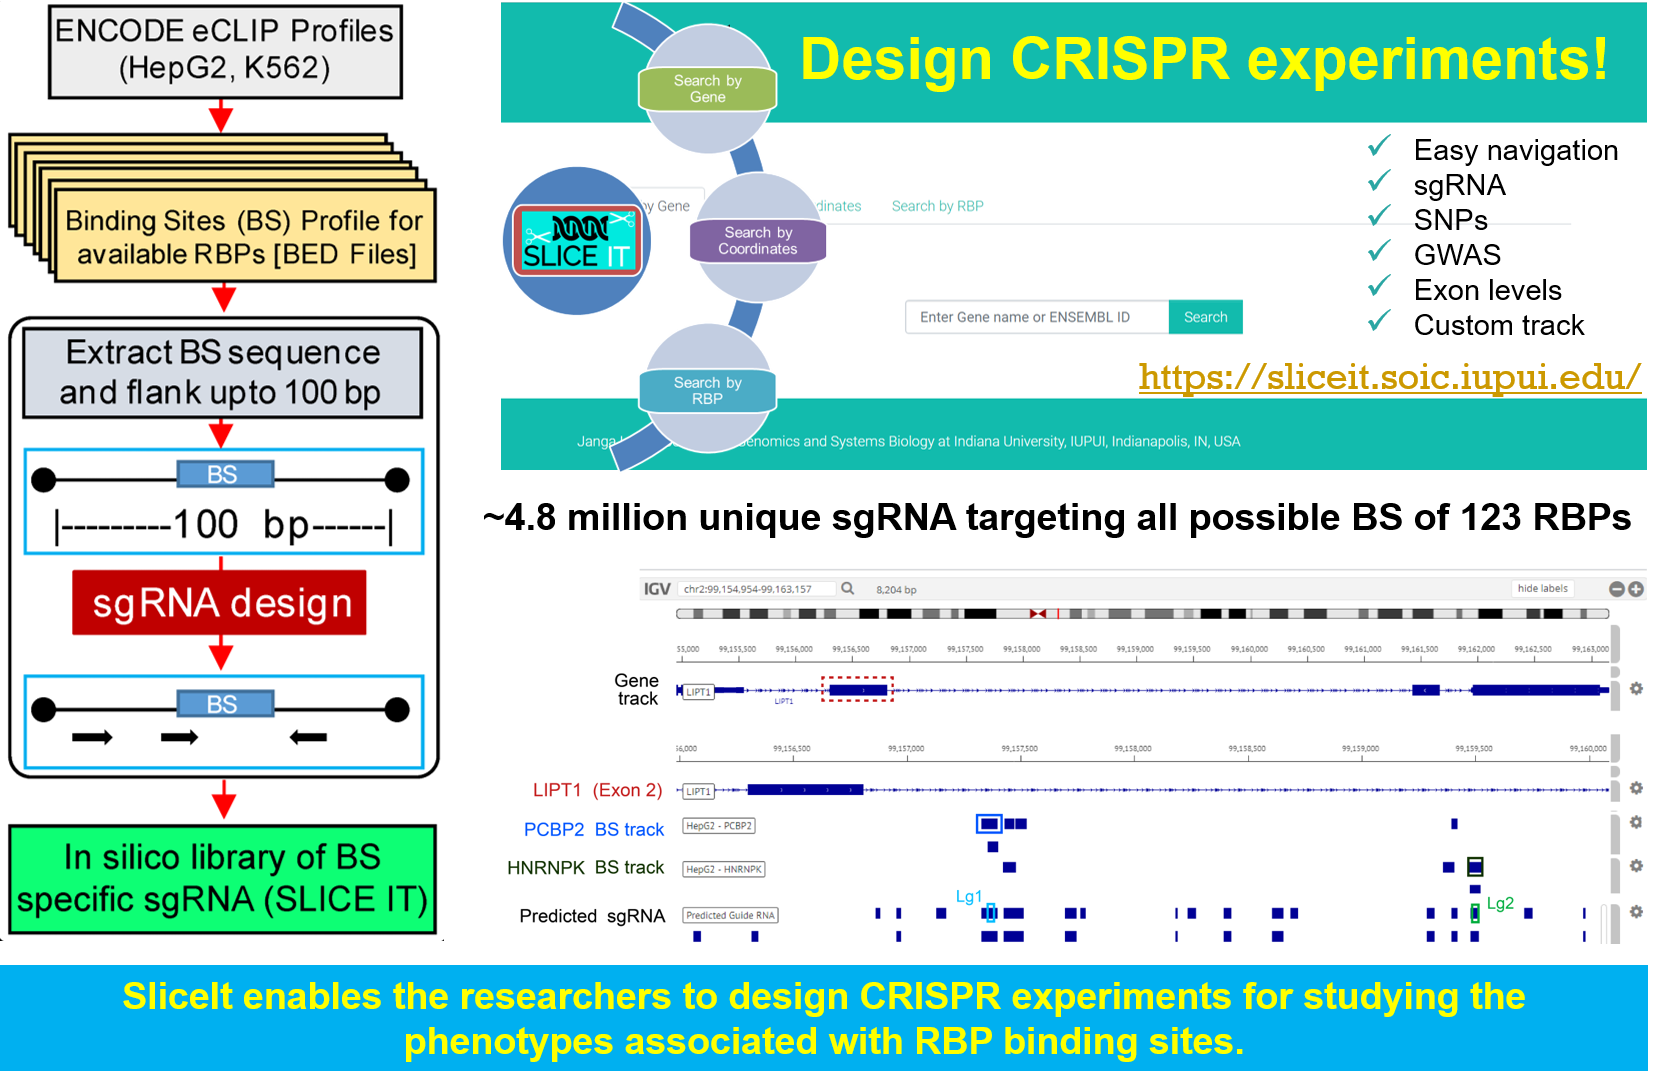 ENCODE eCLIP Profiles
(HepG2, K562)
Binding Sites (BS) Profile for
available RBPs [BED Files]
Extract BS sequence
and flank upto 100 bp
BS
|---------100 bp------|
sgRNA design
BS
In silico library of BS
specific sgRNA (SLICE IT)
Design CRISPR experiments!
Search by
Gene
by Gene
Search by
Coordinates
dinates
Search by RBP
SLICE IT
Search by
RBP
Enter Gene name or ENSEMBL ID
Search
✓ Easy navigation
✓ sgRNA
✓ SNPs
✓ GWAS
✓ Exon levels
✓ Custom track
https://sliceit.soic.iupui.edu/
Janga
enomics and Systems Biology at Indiana University, IUPUI, Indianapolis, IN, USA
~4.8 million unique sgRNA targeting all possible BS of 123 RBPs
IGV chr2:99,154,954-99,163,157 8,204 bp hide labels
55,000 99,155,500 99,156,000 99,156,500 99,157,000 99,157,500 99,158,000 99,158,500 99,159,000 99,159,500 99,160,000 99,160,500 99,161,000 99,161,500 99,162,000 99,162,500 99,163,000
Gene
track
LIPT1
LIPT1
56,000 99,156,500 99,157,000 99,157,500 99,158,000 99,158,500 99,159,000 99,159,500 99,160,000
LIPT1 (Exon 2) LIPT1
PCBP2 BS track HepG2 - PCBP2
HNRNPK BS track HepG2 - HNRNPK
Lg1 Lg2
Predicted sgRNA Predicted Guide RNA
SliceIt enables the researchers to design CRISPR experiments for studying the
phenotypes associated with RBP binding sites.